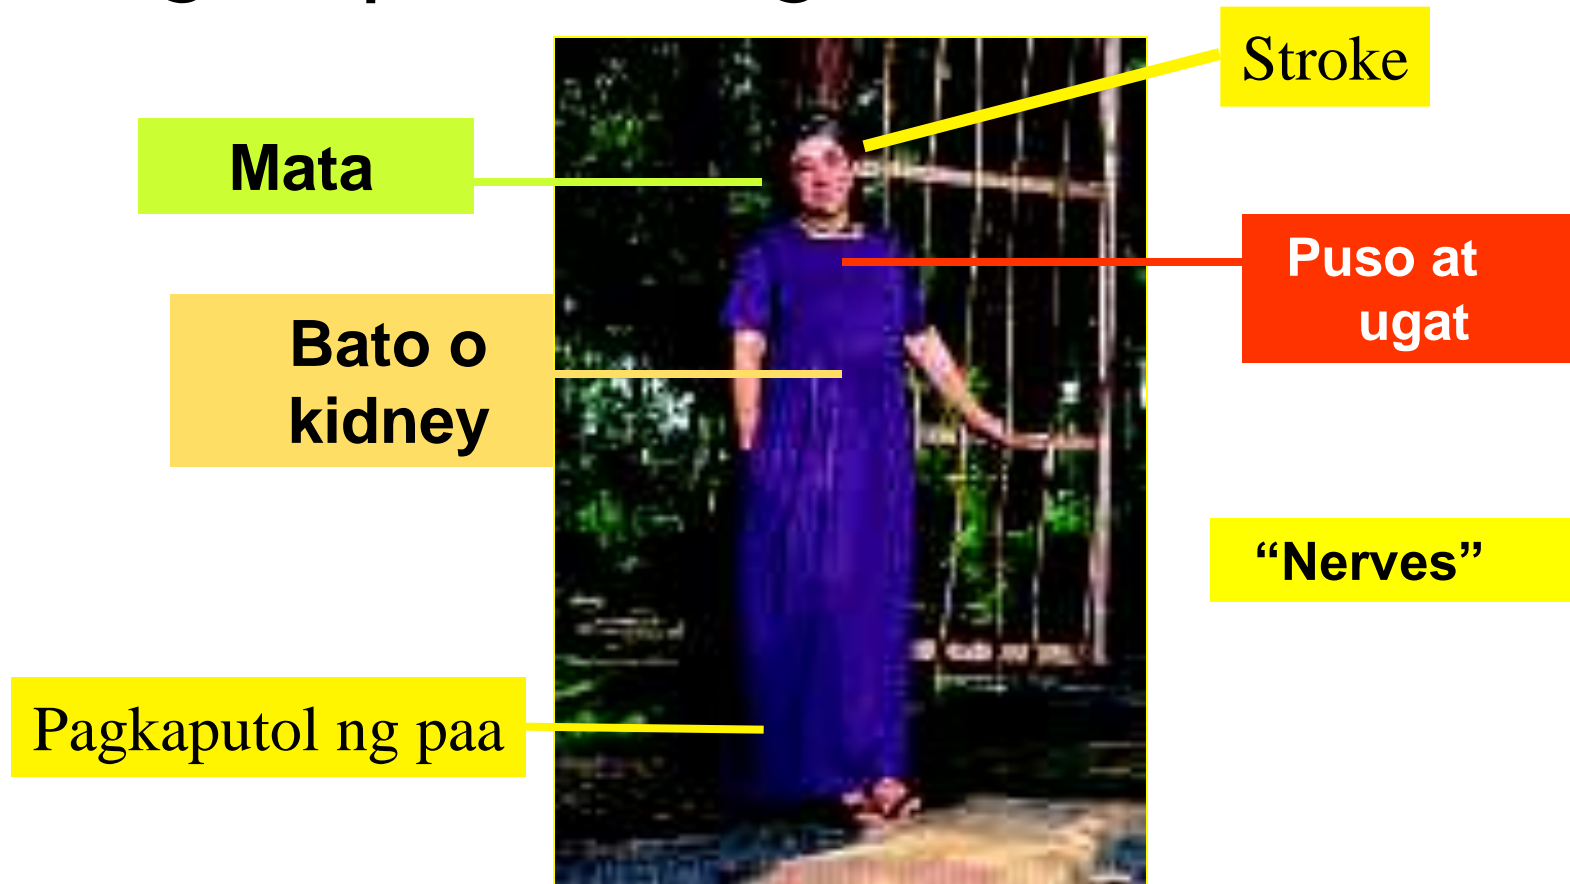 Stroke
Mata
Puso at
ugat
Bato o
kidney
“Nerves”
Pagkaputol ng paa